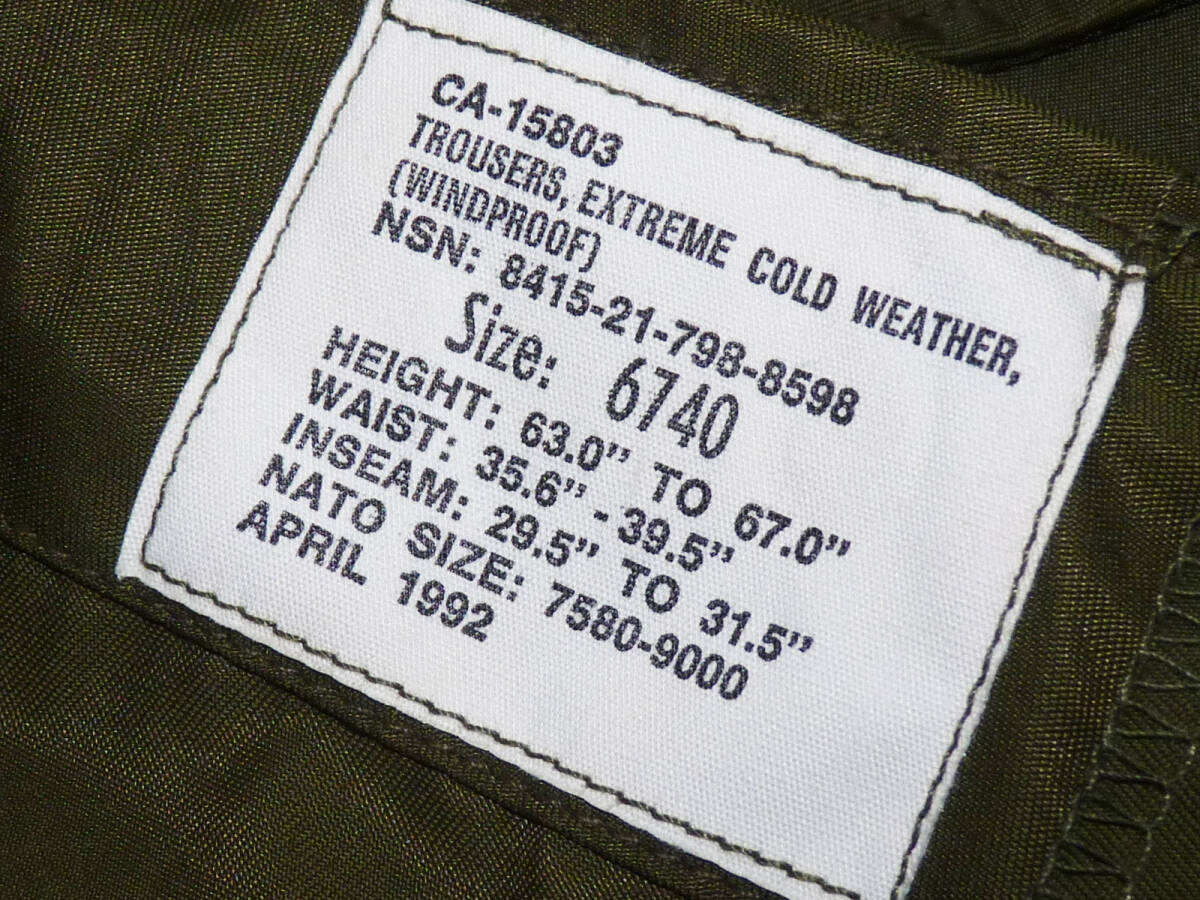 CA-15803
TROUSERS, EXTREME COLD WEATHER,
(WINDPROOF)
NSN: 8415-21-798-8598
Size: 6740
HEIGHT: 63.0" TO 67.0"
WAIST: 35.6" - 39.5"
INSEAM: 29.5" TO 31.5"
NATO SIZE: 7580-9000
APRIL 1992